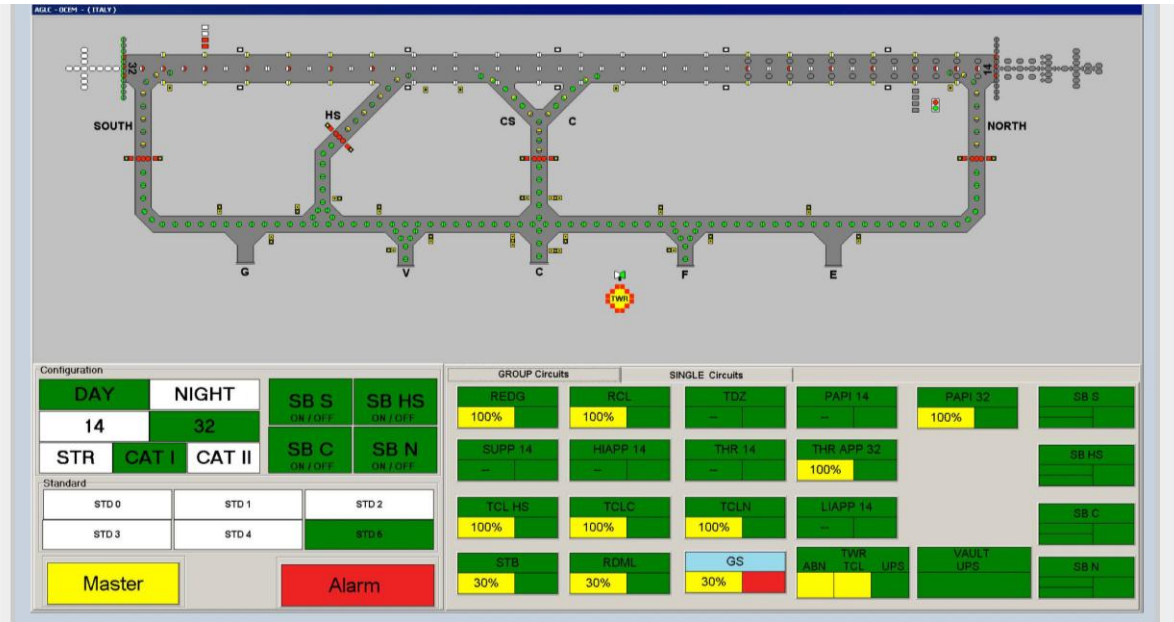 AGLC - OCEM - ( ITALY )
32
14
SOUTH
HS
CS
C
NORTH
G
V
C
F
E
TWR
Configuration
DAY
NIGHT
14
32
STR
CAT I
CAT II
SB S
ON / OFF
SB HS
ON / OFF
SB C
ON / OFF
SB N
ON / OFF
Standard
STD 0
STD 1
STD 2
STD 3
STD 4
STD 5
Master
Alarm
GROUP Circuits
SINGLE Circuits
REDG
100%
RCL
100%
TDZ
--
PAPI 14
--
PAPI 32
100%
SB S
SUPP 14
--
HIAPP 14
--
THR 14
--
THR APP 32
100%
SB HS
TCL HS
100%
TCLC
100%
TCLN
100%
LIAPP 14
--
SB C
STB
30%
RDML
30%
GS
30%
TWR
ABN TCL UPS
VAULT
UPS
SB N